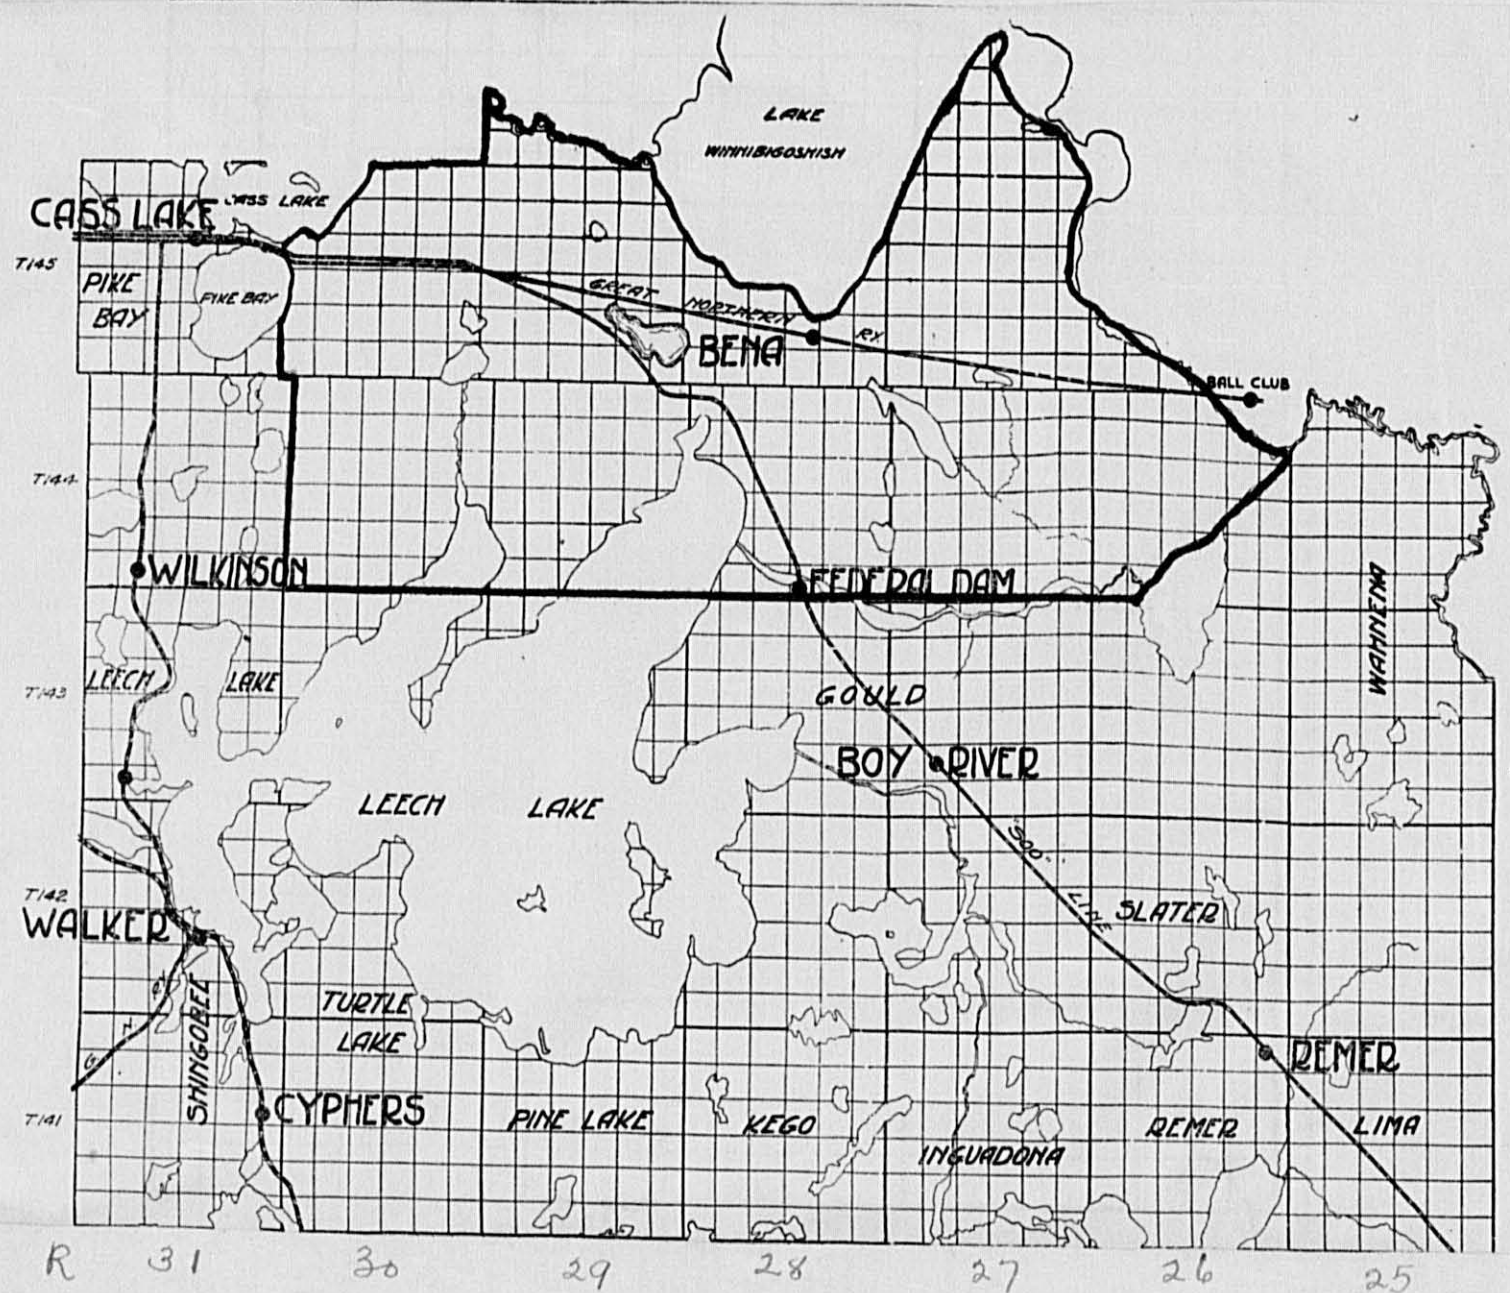 LAKE
WINNIBIGOSHISH
CASS LAKE
CASS LAKE
T145
PIKE
BAY
PIKE BAY
GREAT NORTHERN RY
BENA
BALL CLUB
T144
WILKINSON
FEDERAL DAM
WAHNENA
T143
LEECH LAKE
GOULD
BOY RIVER
LEECH LAKE
"SOO" LINE
T142
WALKER
SLATER
TURTLE
LAKE
G N
SHINGOBEE
REMER
T141
CYPHERS
PINE LAKE
KEGO
INGUADONA
REMER
LIMA
R 31 30 29 28 27 26 25